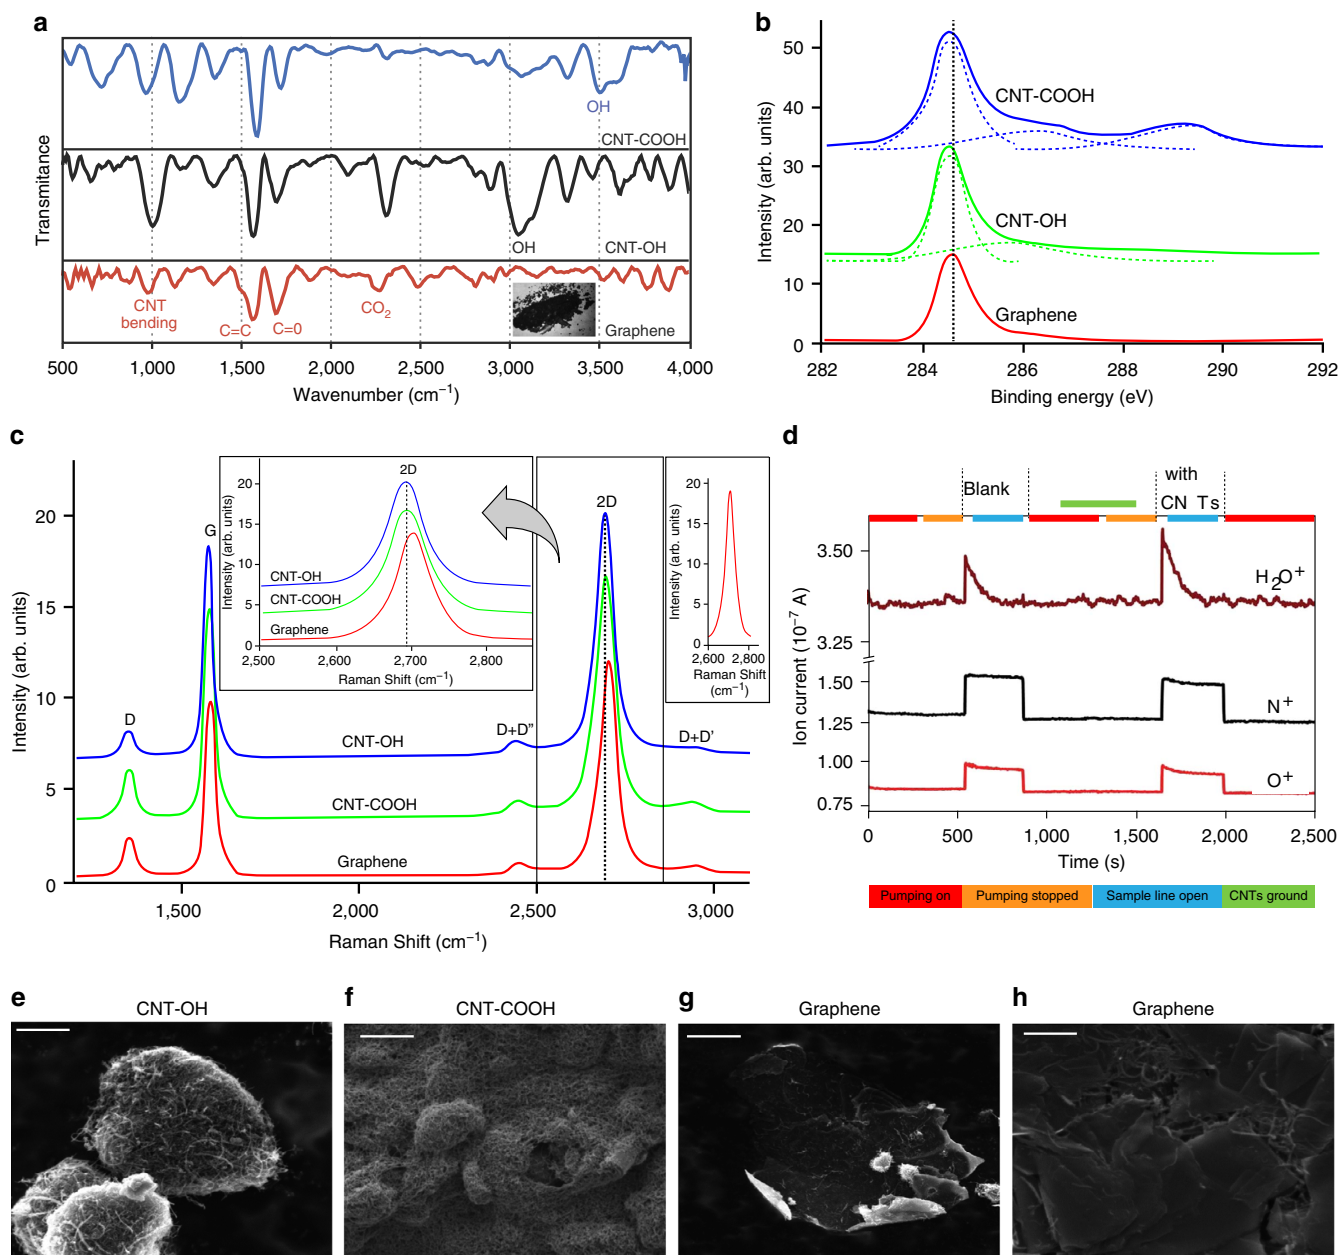 a
Transmitance
OH
CNT-COOH
OH
CNT-OH
CNT
bending
C=C
C=0
CO2
Graphene
500
1,000
1,500
2,000
2,500
3,000
3,500
4,000
Wavenumber (cm−1)
b
Intensity (arb. units)
50
40
30
20
10
0
CNT-COOH
CNT-OH
Graphene
282
284
286
288
290
292
Binding energy (eV)
c
Intensity (arb. units)
20
15
10
5
0
D
G
D+D"
2D
D+D'
CNT-OH
CNT-COOH
Graphene
1,500
2,000
2,500
3,000
Raman Shift (cm−1)
Intensity (arb. units)
20
15
10
5
0
2D
CNT-OH
CNT-COOH
Graphene
2,500
2,600
2,700
2,800
Raman Shift (cm−1)
Intensity (arb. units)
20
15
10
5
0
2,600
2,800
Raman Shift
(cm−1)
d
Blank
with
CN Ts
Ion current (10−7 A)
3.50
3.25
1.50
1.25
1.00
0.75
H2O+
N+
O+
0
500
1,000
1,500
2,000
2,500
Time (s)
Pumping on
Pumping stopped
Sample line open
CNTs ground
e
CNT-OH
f
CNT-COOH
g
Graphene
h
Graphene